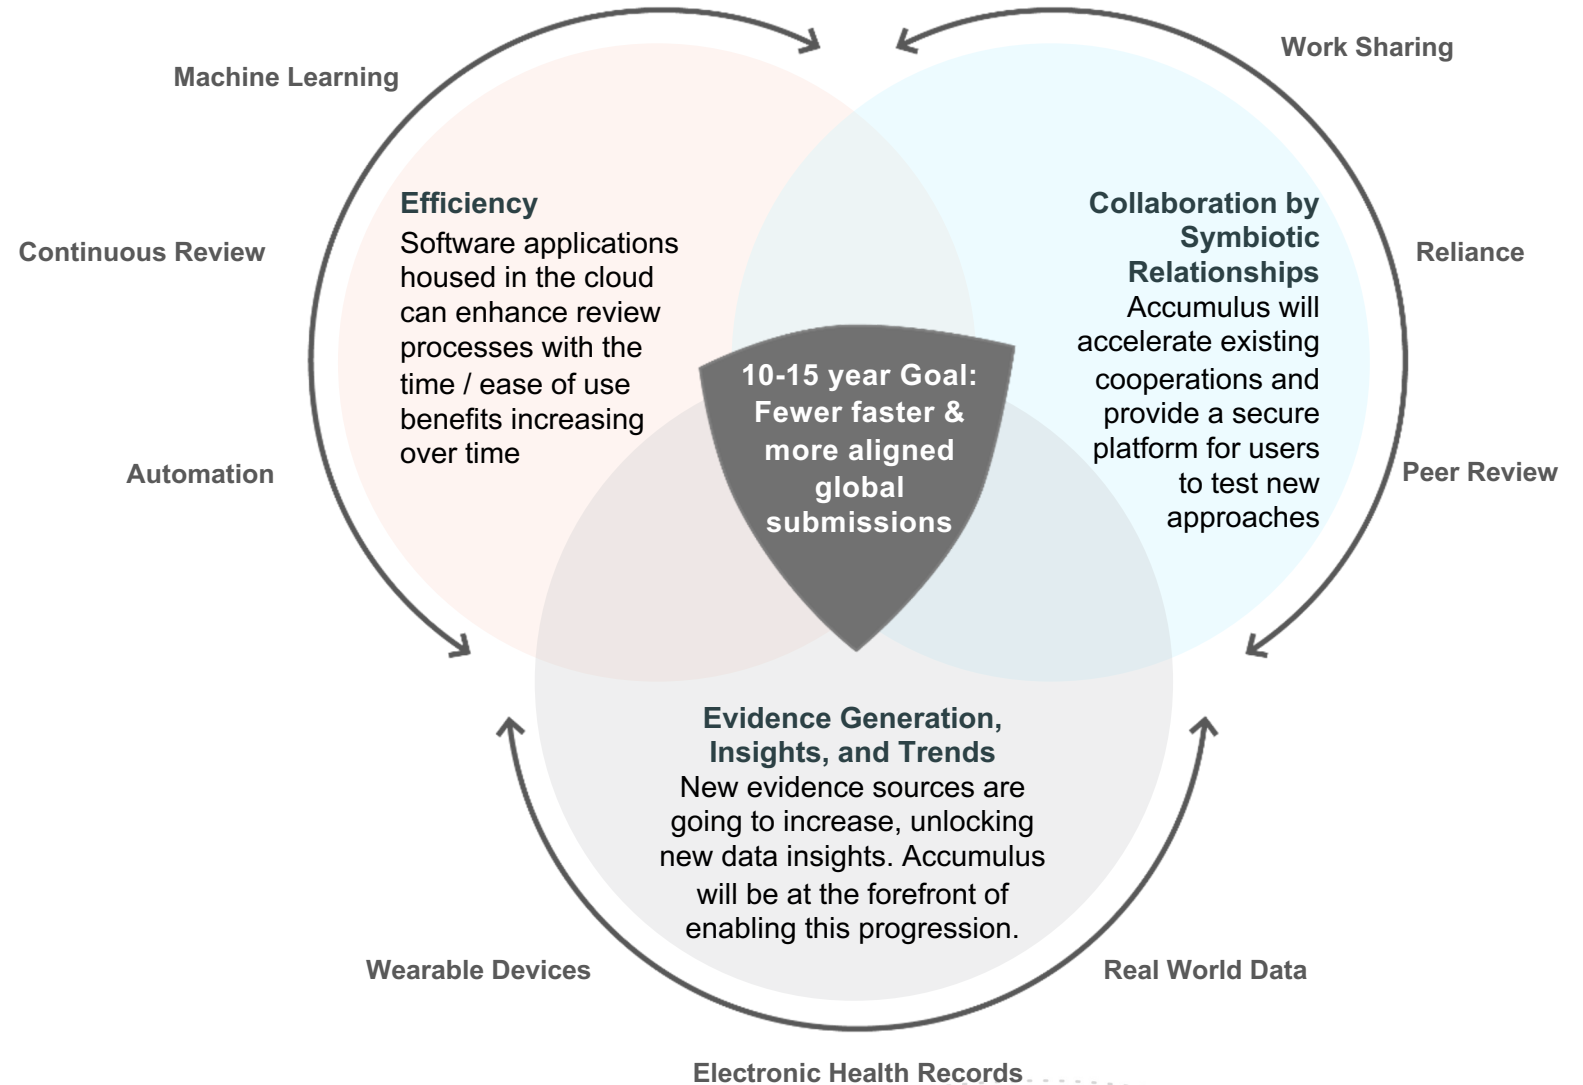 Machine Learning
Continuous Review
Automation
Efficiency
Software applications
housed in the cloud
can enhance review
processes with the
time / ease of use
benefits increasing
over time
10-15 year Goal:
Fewer faster &
more aligned
global
submissions
Collaboration by
Symbiotic
Relationships
Accumulus will
accelerate existing
cooperations and
provide a secure
platform for users
to test new
approaches
Work Sharing
Reliance
Peer Review
Evidence Generation,
Insights, and Trends
New evidence sources are
going to increase, unlocking
new data insights. Accumulus
will be at the forefront of
enabling this progression.
Wearable Devices
Electronic Health Records
Real World Data